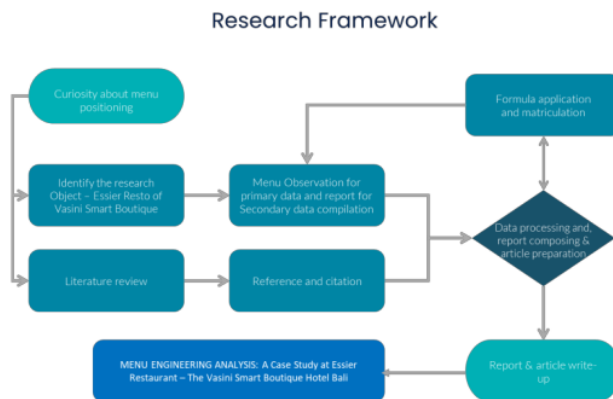 Research Framework
Curiosity about menu
positioning
Formula application
and matriculation
Identify the research
Object – Essier Resto of
Vasini Smart Boutique
Menu Observation for
primary data and report for
Secondary data compilation
Data processing and,
report composing &
article preparation
Literature review
Reference and citation
MENU ENGINEERING ANALYSIS: A Case Study at Essier
Restaurant – The Vasini Smart Boutique Hotel Bali
Report & article write-
up